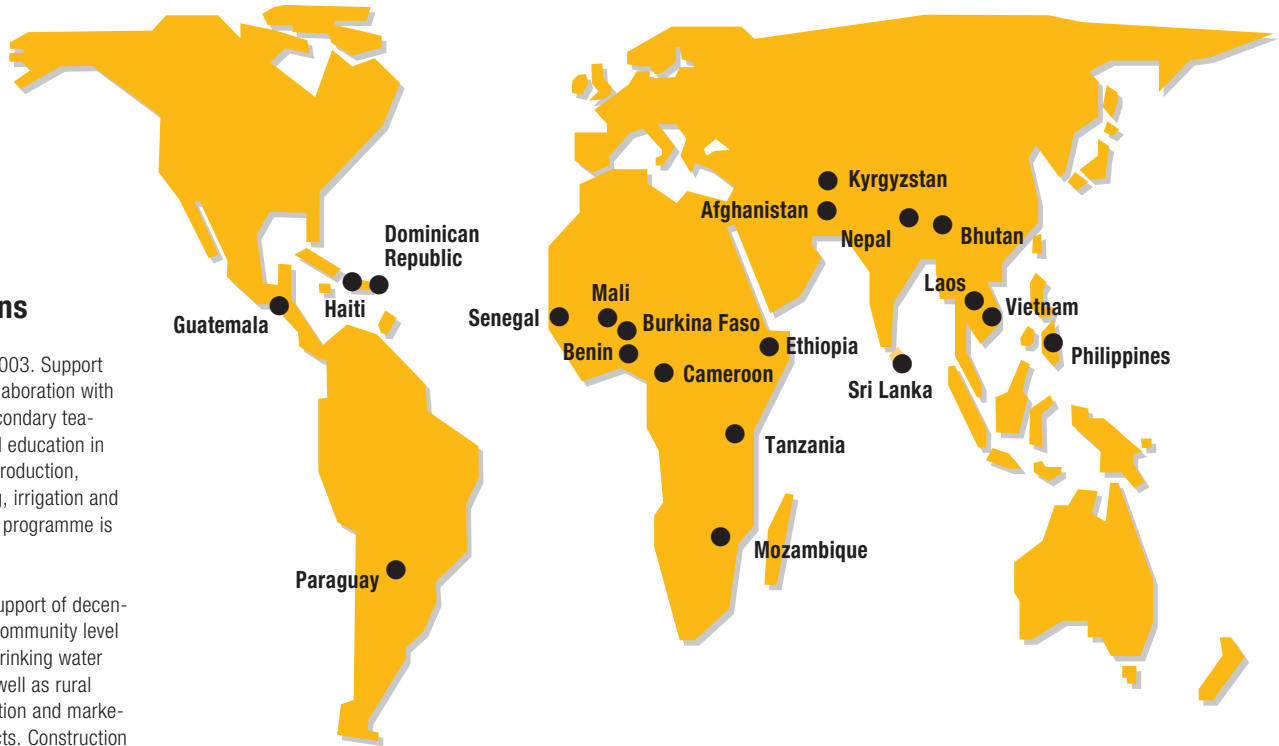 ns
003. Support
laboration with
condary tea-
l education in
roduction,
g, irrigation and
programme is
upport of decen-
ommunity level
rinking water
well as rural
tion and marke-
cts. Construction
Dominican
Republic
Haiti
Guatemala
Paraguay
Senegal
Mali
Burkina Faso
Benin
Cameroon
Ethiopia
Tanzania
Mozambique
Kyrgyzstan
Afghanistan
Nepal
Bhutan
Laos
Vietnam
Philippines
Sri Lanka